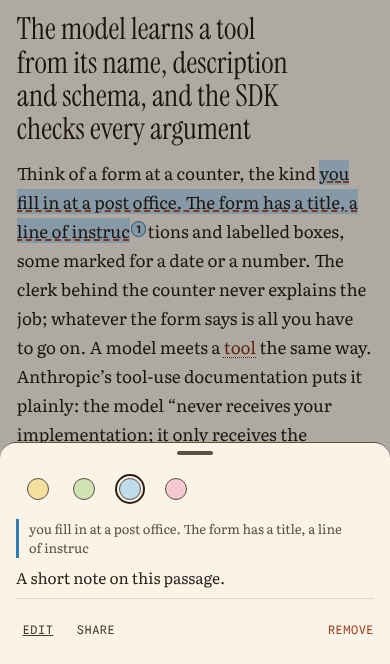 The model learns a tool
from its name, description
and schema, and the SDK
checks every argument
Think of a form at a counter, the kind you
fill in at a post office. The form has a title, a
line of instruc1tions and labelled boxes,
some marked for a date or a number. The
clerk behind the counter never explains the
job; whatever the form says is all you have
to go on. A model meets a tool the same way.
Anthropic’s tool-use documentation puts it
plainly: the model “never receives your
implementation; it only receives the
you fill in at a post office. The form has a title, a line
of instruc
A short note on this passage.
EDIT SHARE REMOVE